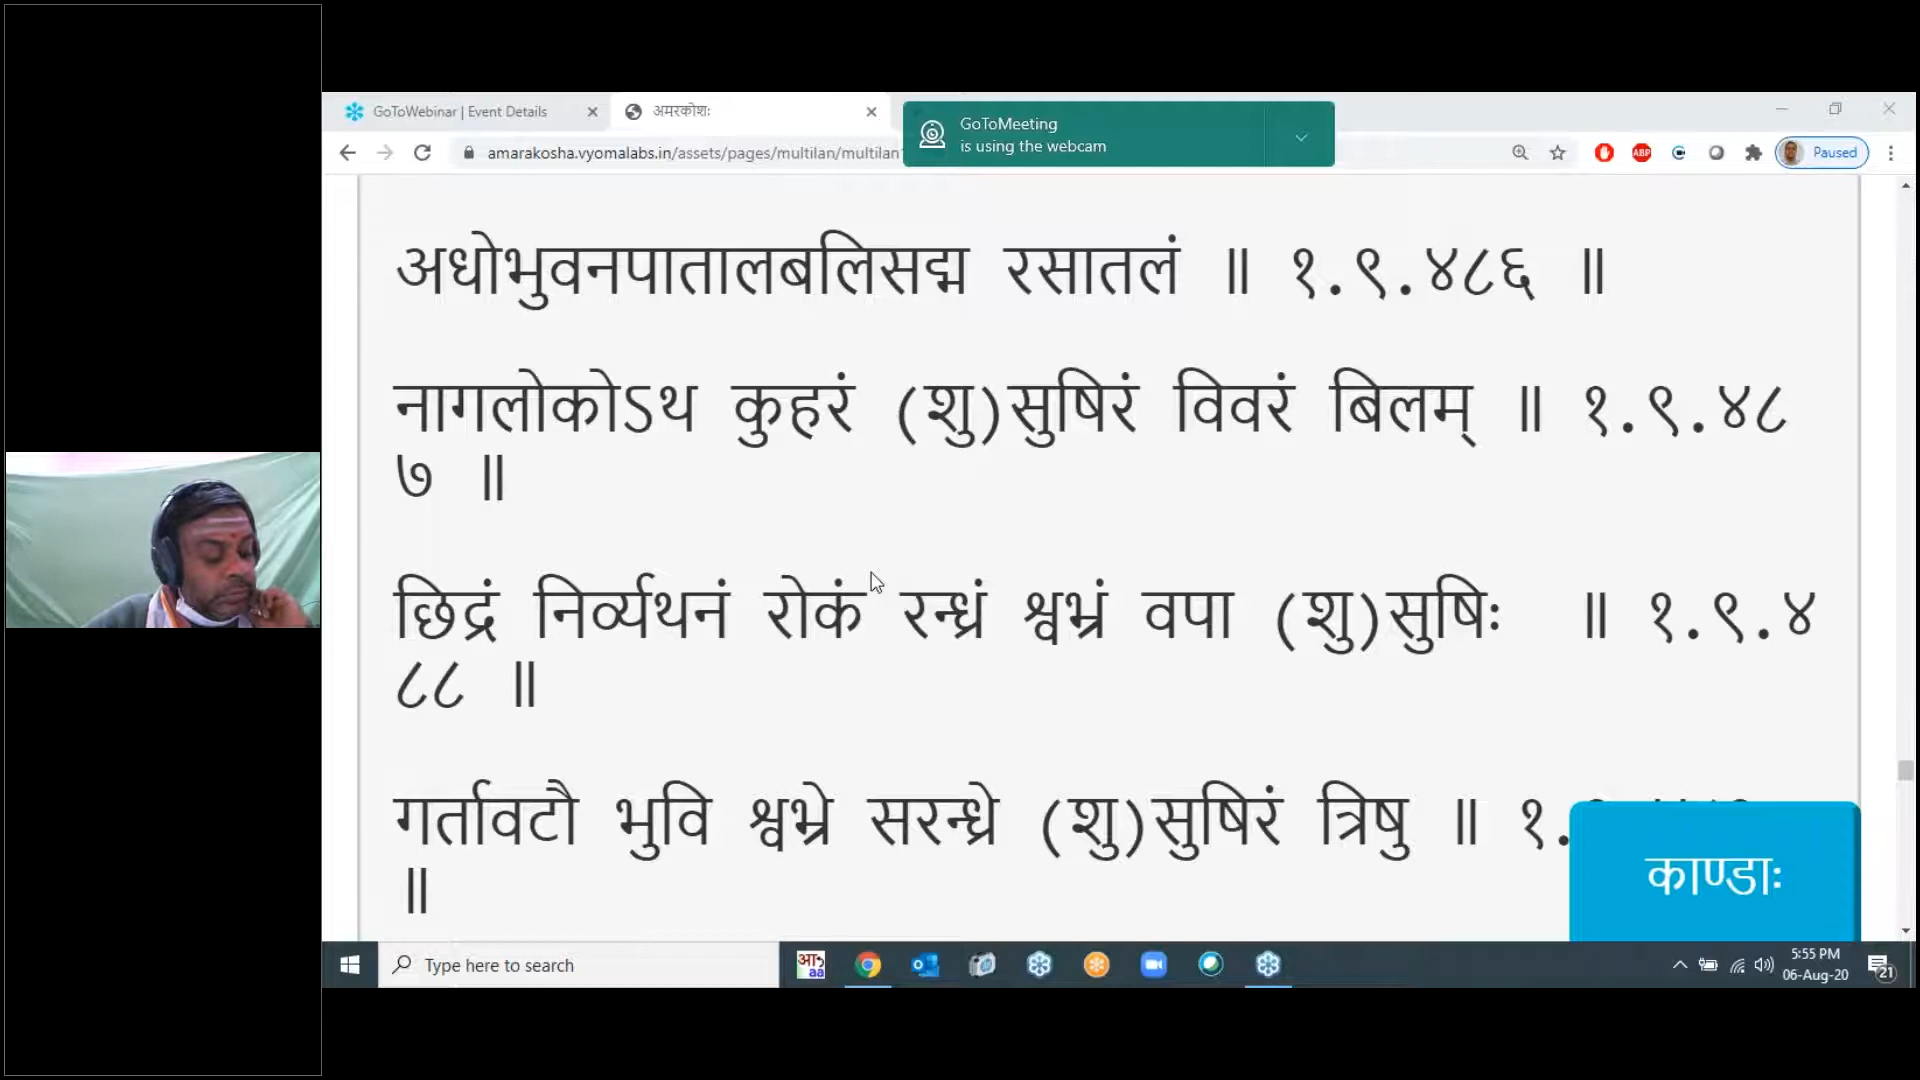 GoToWebinar | Event Details
अमरकोशः
GoToMeeting
is using the webcam
amarakosha.vyomalabs.in/assets/pages/multilan/multilan
ABP
Paused
अधोभुवनपातालबलिसद्म रसातलं ॥ १.९.४८६ ॥
नागलोकोऽथ कुहरं (शु)सुषिरं विवरं बिलम् ॥ १.९.४८
७ ॥
छिद्रं निर्व्यथनं रोकं रन्ध्रं श्वभ्रं वपा (शु)सुषिः ॥ १.९.४
८८ ॥
गर्तावटौ भुवि श्वभ्रे सरन्ध्रे (शु)सुषिरं त्रिषु ॥ १.
॥
काण्डाः
Type here to search
aa
5:55 PM
06-Aug-20
21